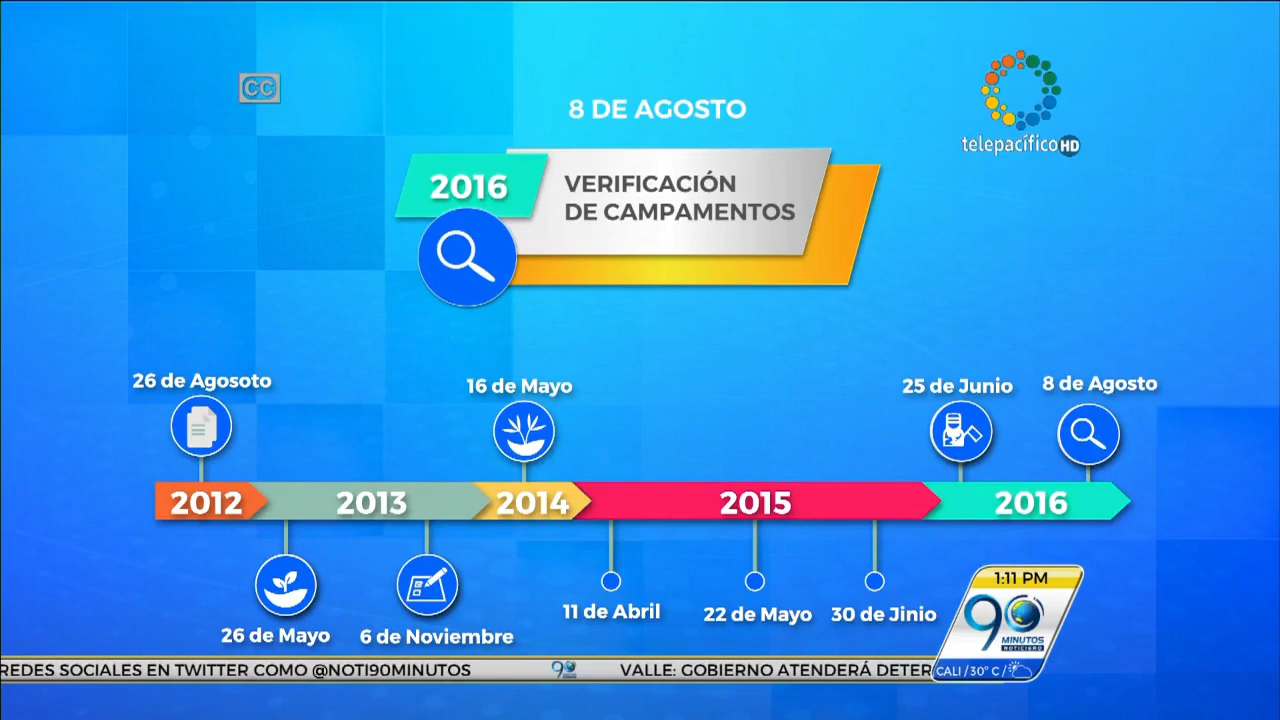 CC
8 DE AGOSTO
telepacífico HD
2016
VERIFICACIÓN
DE CAMPAMENTOS
26 de Agosoto
16 de Mayo
25 de Junio
8 de Agosto
2012
2013
2014
2015
2016
26 de Mayo
6 de Noviembre
11 de Abril
22 de Mayo
30 de Jinio
1:11 PM
90
MINUTOS
NOTICIERO
REDES SOCIALES EN TWITTER COMO @NOTI90MINUTOS
90
VALLE: GOBIERNO ATENDERÁ DETER
CALI / 30° C /